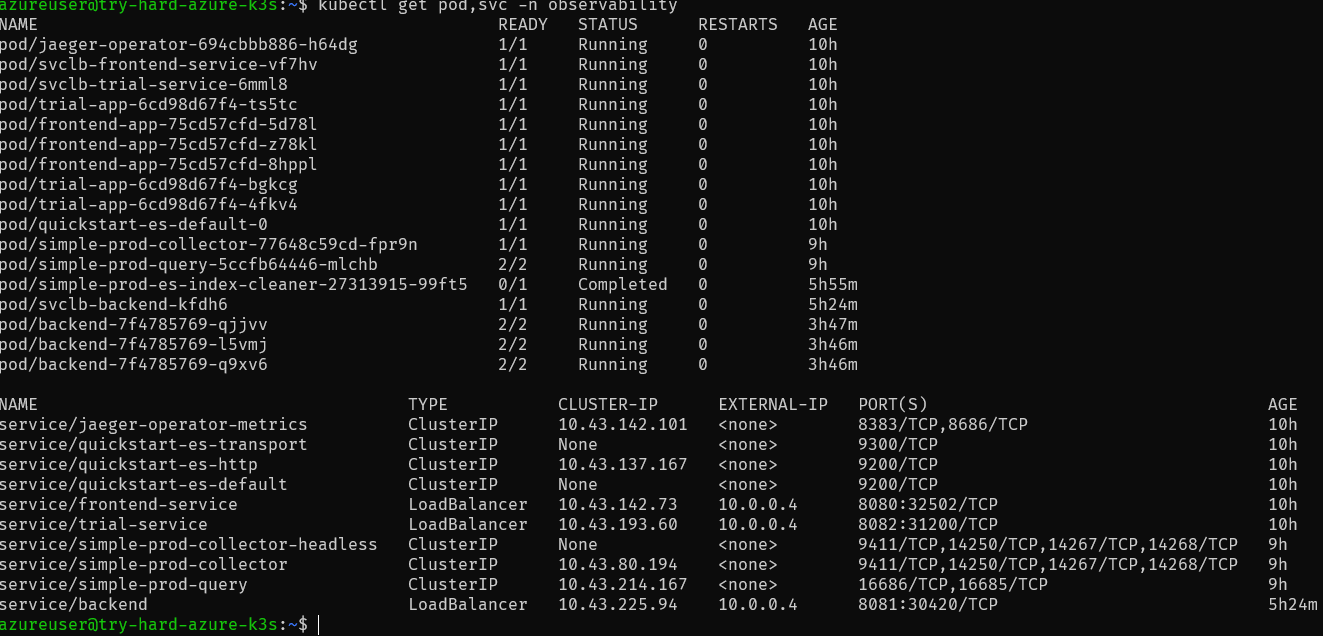 azureuser@try-hard-azure-k3s:~$ kubectl get pod,svc -n observability
NAME READY STATUS RESTARTS AGE
pod/jaeger-operator-694cbbb886-h64dg 1/1 Running 0 10h
pod/svclb-frontend-service-vf7hv 1/1 Running 0 10h
pod/svclb-trial-service-6mml8 1/1 Running 0 10h
pod/trial-app-6cd98d67f4-ts5tc 1/1 Running 0 10h
pod/frontend-app-75cd57cfd-5d78l 1/1 Running 0 10h
pod/frontend-app-75cd57cfd-z78kl 1/1 Running 0 10h
pod/frontend-app-75cd57cfd-8hppl 1/1 Running 0 10h
pod/trial-app-6cd98d67f4-bgkcg 1/1 Running 0 10h
pod/trial-app-6cd98d67f4-4fkv4 1/1 Running 0 10h
pod/quickstart-es-default-0 1/1 Running 0 10h
pod/simple-prod-collector-77648c59cd-fpr9n 1/1 Running 0 9h
pod/simple-prod-query-5ccfb64446-mlchb 2/2 Running 0 9h
pod/simple-prod-es-index-cleaner-27313915-99ft5 0/1 Completed 0 5h55m
pod/svclb-backend-kfdh6 1/1 Running 0 5h24m
pod/backend-7f4785769-qjjvv 2/2 Running 0 3h47m
pod/backend-7f4785769-l5vmj 2/2 Running 0 3h46m
pod/backend-7f4785769-q9xv6 2/2 Running 0 3h46m
NAME TYPE CLUSTER-IP EXTERNAL-IP PORT(S) AGE
service/jaeger-operator-metrics ClusterIP 10.43.142.101 <none> 8383/TCP,8686/TCP 10h
service/quickstart-es-transport ClusterIP None <none> 9300/TCP 10h
service/quickstart-es-http ClusterIP 10.43.137.167 <none> 9200/TCP 10h
service/quickstart-es-default ClusterIP None <none> 9200/TCP 10h
service/frontend-service LoadBalancer 10.43.142.73 10.0.0.4 8080:32502/TCP 10h
service/trial-service LoadBalancer 10.43.193.60 10.0.0.4 8082:31200/TCP 10h
service/simple-prod-collector-headless ClusterIP None <none> 9411/TCP,14250/TCP,14267/TCP,14268/TCP 9h
service/simple-prod-collector ClusterIP 10.43.80.194 <none> 9411/TCP,14250/TCP,14267/TCP,14268/TCP 9h
service/simple-prod-query ClusterIP 10.43.214.167 <none> 16686/TCP,16685/TCP 9h
service/backend LoadBalancer 10.43.225.94 10.0.0.4 8081:30420/TCP 5h24m
azureuser@try-hard-azure-k3s:~$